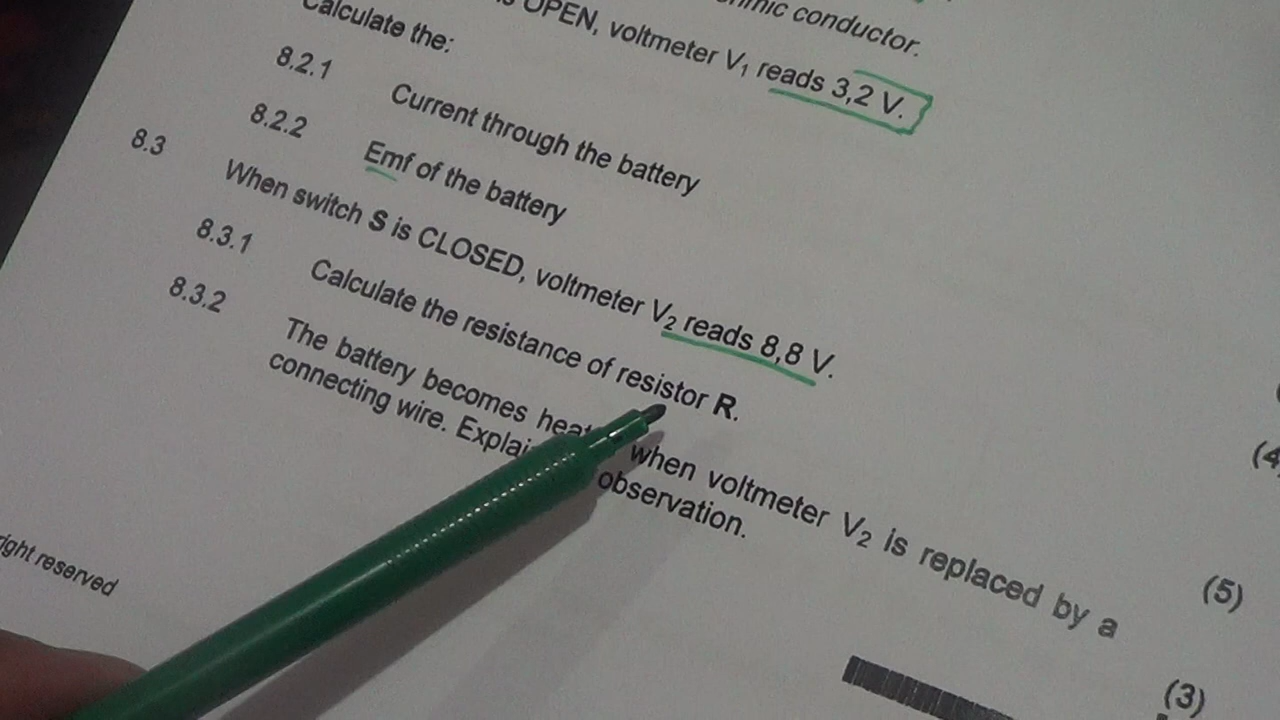 ohmic conductor.
is OPEN, voltmeter V₁ reads 3,2 V.
Calculate the:
8.2.1 Current through the battery
8.2.2 Emf of the battery
8.3 When switch S is CLOSED, voltmeter V₂ reads 8,8 V.
8.3.1 Calculate the resistance of resistor R.
8.3.2 The battery becomes when voltmeter V₂ is replaced by a
connecting wire. observation.
(4
(5)
(3)
right reserved